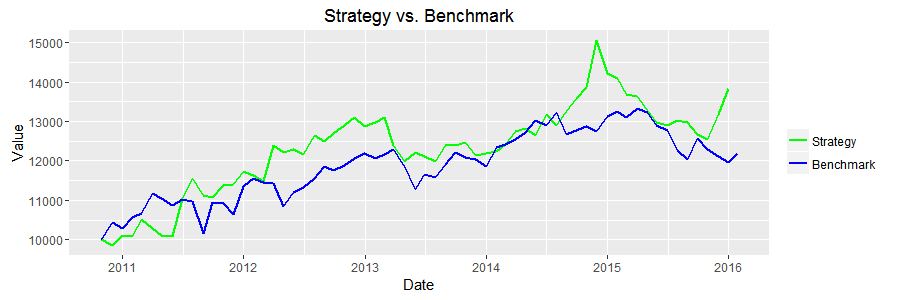 Strategy vs. Benchmark
Value
15000
14000
13000
12000
11000
10000
2011 2012 2013 2014 2015 2016
Date
Strategy
Benchmark